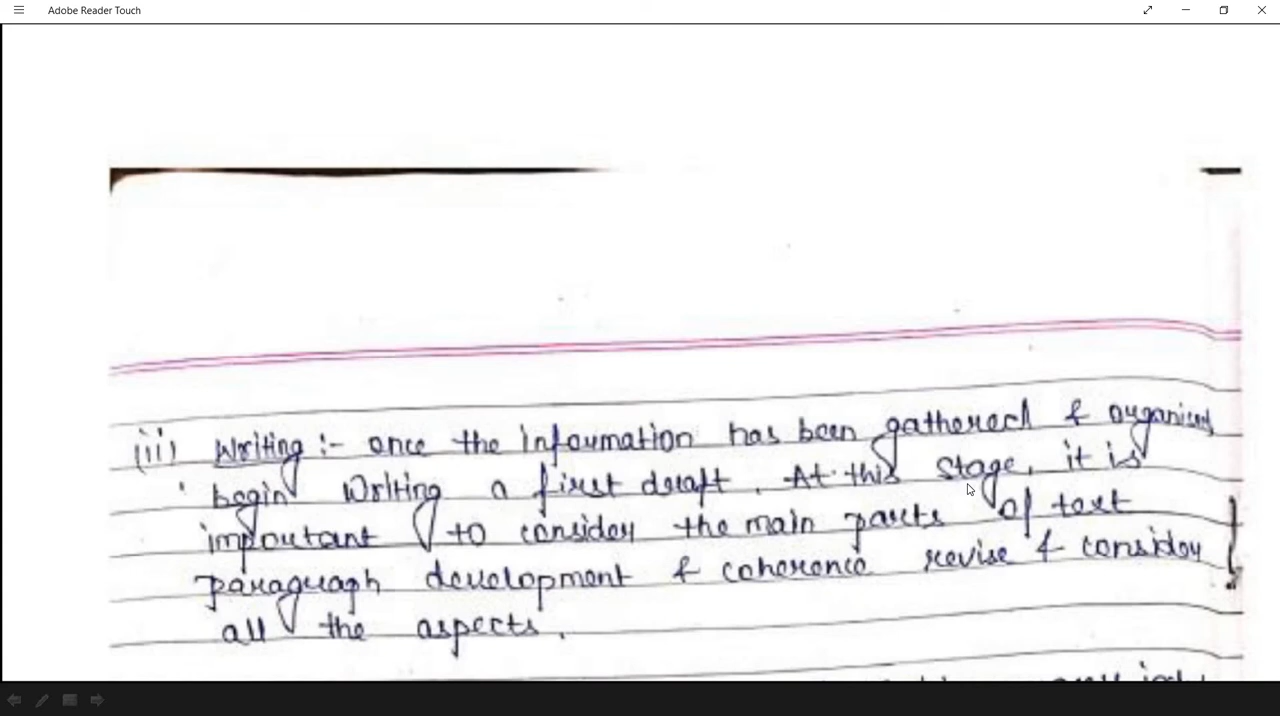 Adobe Reader Touch
(iii) Writing :- once the information has been gathered & organised
begin writing a first draft. At this stage, it is
important to consider the main parts of text
paragraph development & coherence revise & consider
all the aspects.